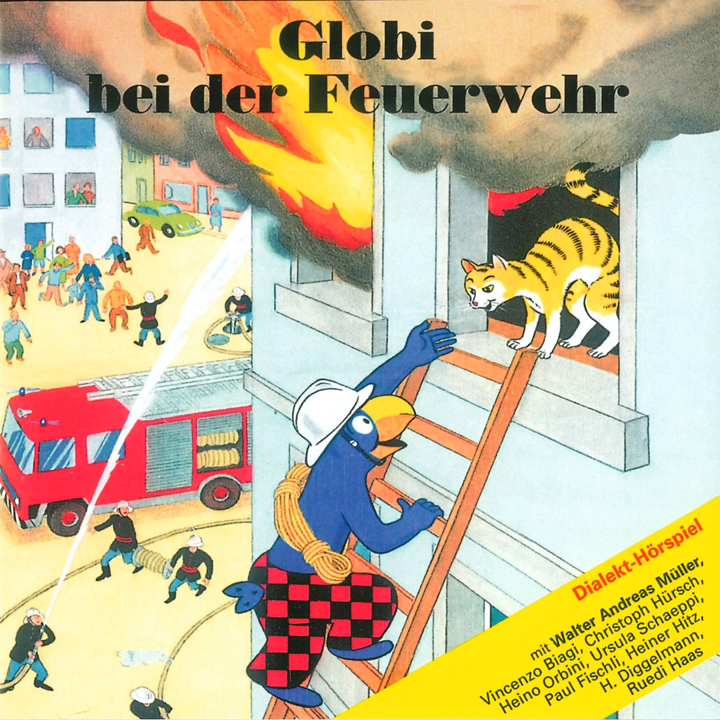 Globi
bei der Feuerwehr
Dialekt-Hörspiel
mit Walter Andreas Müller,
Vincenzo Biagi, Christoph Hürsch,
Heino Orbini, Ursula Schaeppi,
Paul Fischli, Heiner Hitz,
H. Diggelmann,
Ruedi Haas